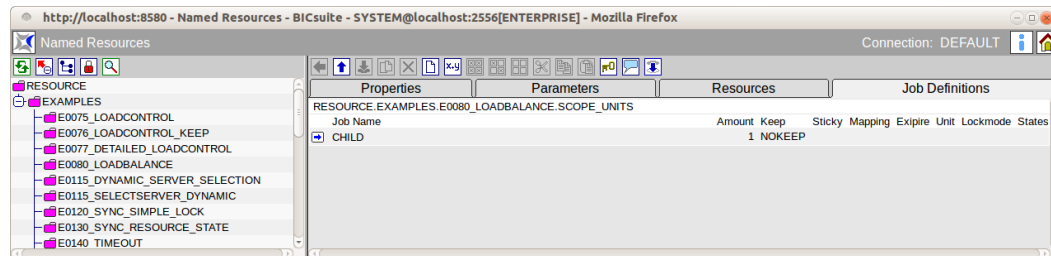 http://localhost:8580 - Named Resources - BICsuite - SYSTEM@localhost:2556[ENTERPRISE] - Mozilla Firefox
Named Resources
Connection: DEFAULT
x.y
Properties
Parameters
Resources
Job Definitions
RESOURCE
EXAMPLES
E0075_LOADCONTROL
E0076_LOADCONTROL_KEEP
E0077_DETAILED_LOADCONTROL
E0080_LOADBALANCE
E0115_DYNAMIC_SERVER_SELECTION
E0115_SELECTSERVER_DYNAMIC
E0120_SYNC_SIMPLE_LOCK
E0130_SYNC_RESOURCE_STATE
E0140_TIMEOUT
RESOURCE.EXAMPLES.E0080_LOADBALANCE.SCOPE_UNITS
Job Name Amount Keep Sticky Mapping Exipire Unit Lockmode States
CHILD 1 NOKEEP